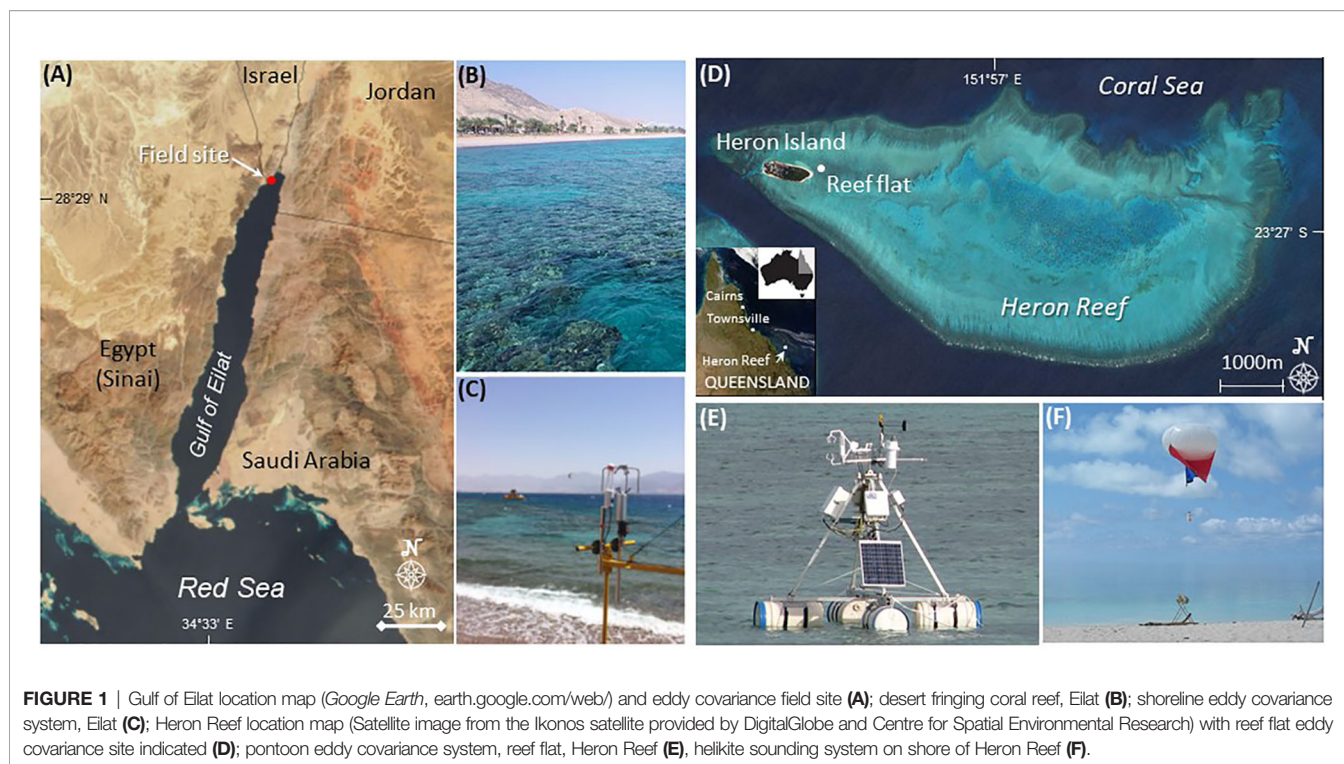 (A)
Israel
Jordan
Field site
28°29' N
Egypt
(Sinai)
Gulf of Eilat
Saudi Arabia
Red Sea
N
25 km
34°33' E
(B)
(C)
(D)
151°57' E
Coral Sea
Heron Island
Reef flat
23°27' S
Cairns
Townsville
Heron Reef
QUEENSLAND
Heron Reef
N
1000m
(E)
(F)
FIGURE 1 | Gulf of Eilat location map (Google Earth, earth.google.com/web/) and eddy covariance field site (A); desert fringing coral reef, Eilat (B); shoreline eddy covariance
system, Eilat (C); Heron Reef location map (Satellite image from the Ikonos satellite provided by DigitalGlobe and Centre for Spatial Environmental Research) with reef flat eddy
covariance site indicated (D); pontoon eddy covariance system, reef flat, Heron Reef (E), helikite sounding system on shore of Heron Reef (F).